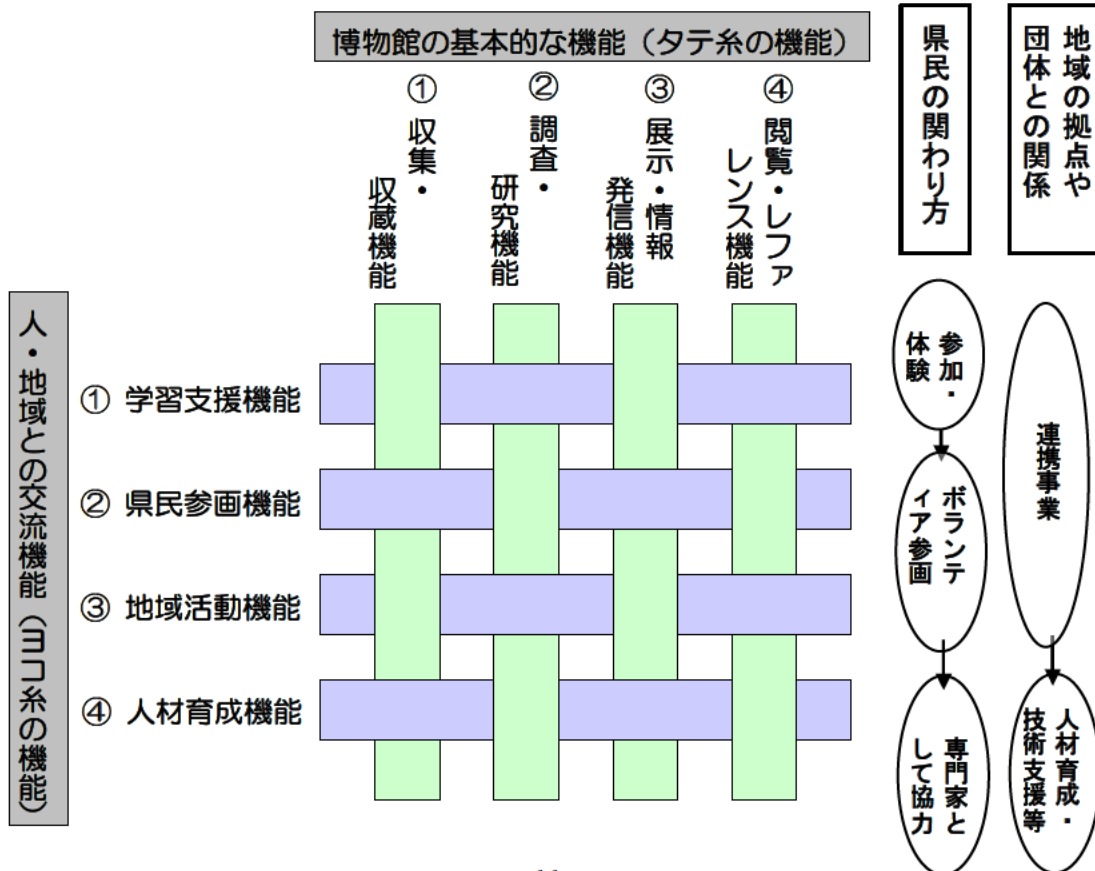 博物館の基本的な機能（タテ糸の機能）
① 収集・
収蔵機能
② 調査・
研究機能
③ 展示・情報
発信機能
④ 閲覧・レファ
レンス機能
県民の関わり方
地域の拠点や
団体との関係
人・地域との交流機能（ヨコ糸の機能）
① 学習支援機能
② 県民参画機能
③ 地域活動機能
④ 人材育成機能
参加・
体験
ボランテ
ィア参画
専門家と
して協力
連携事業
人材育成・
技術支援等